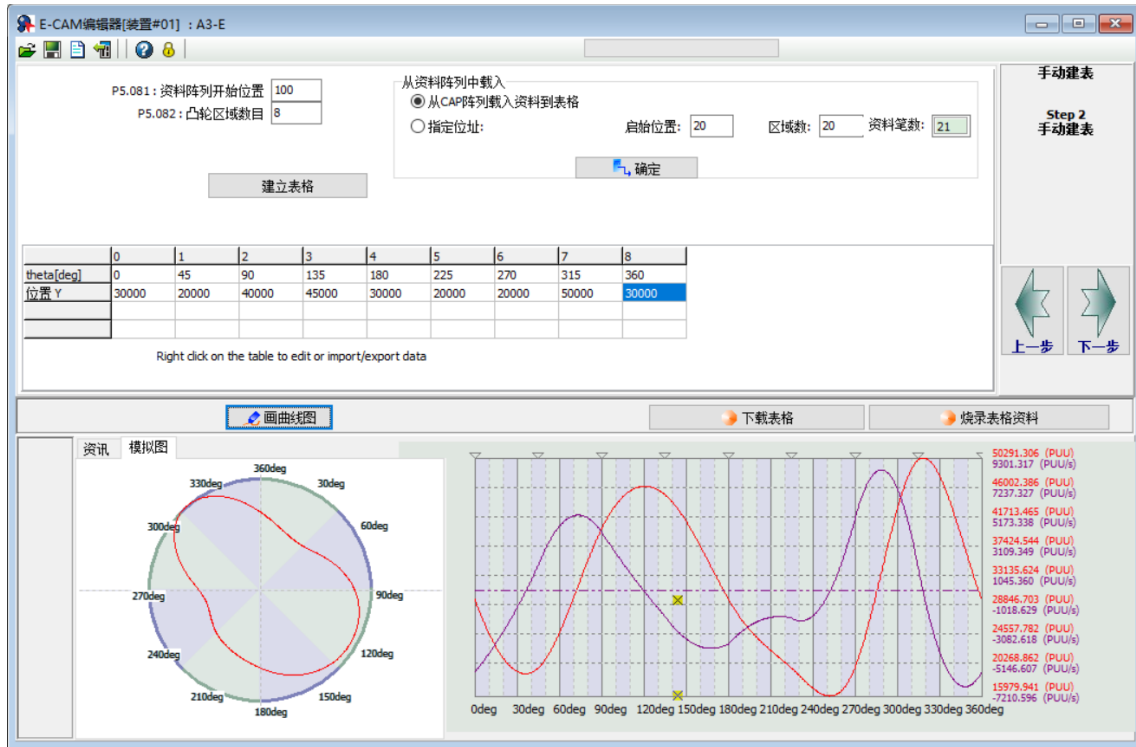 E-CAM编辑器[装置#01] : A3-E
P5.081 : 资料阵列开始位置 100
P5.082 : 凸轮区域数目 8
建立表格
从资料阵列中载入
从CAP阵列载入资料到表格
指定位址: 启始位置: 20 区域数: 20 资料笔数: 21
确定
手动建表
Step 2
手动建表
上一步 下一步
0 1 2 3 4 5 6 7 8
theta[deg] 0 45 90 135 180 225 270 315 360
位置 Y 30000 20000 40000 45000 30000 20000 20000 50000 30000
Right click on the table to edit or import/export data
画曲线图 下载表格 烧录表格资料
资讯 模拟图
360deg
330deg 30deg
300deg 60deg
270deg 90deg
240deg 120deg
210deg 150deg
180deg
50291.306 (PUU)
9301.317 (PUU/s)
46002.386 (PUU)
7237.327 (PUU/s)
41713.465 (PUU)
5173.338 (PUU/s)
37424.544 (PUU)
3109.349 (PUU/s)
33135.624 (PUU)
1045.360 (PUU/s)
28846.703 (PUU)
-1018.629 (PUU/s)
24557.782 (PUU)
-3082.618 (PUU/s)
20268.862 (PUU)
-5146.607 (PUU/s)
15979.941 (PUU)
-7210.596 (PUU/s)
0deg 30deg 60deg 90deg 120deg 150deg 180deg 210deg 240deg 270deg 300deg 330deg 360deg